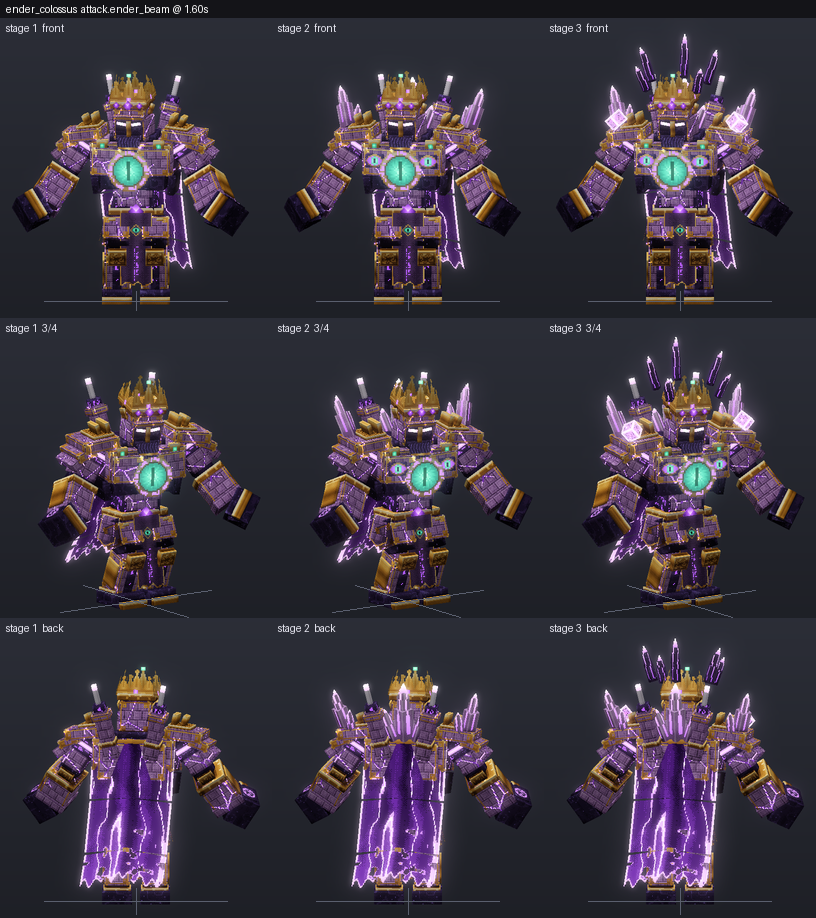 ender_colossus attack.ender_beam @ 1.60s
stage 1 front
stage 2 front
stage 3 front
stage 1 3/4
stage 2 3/4
stage 3 3/4
stage 1 back
stage 2 back
stage 3 back